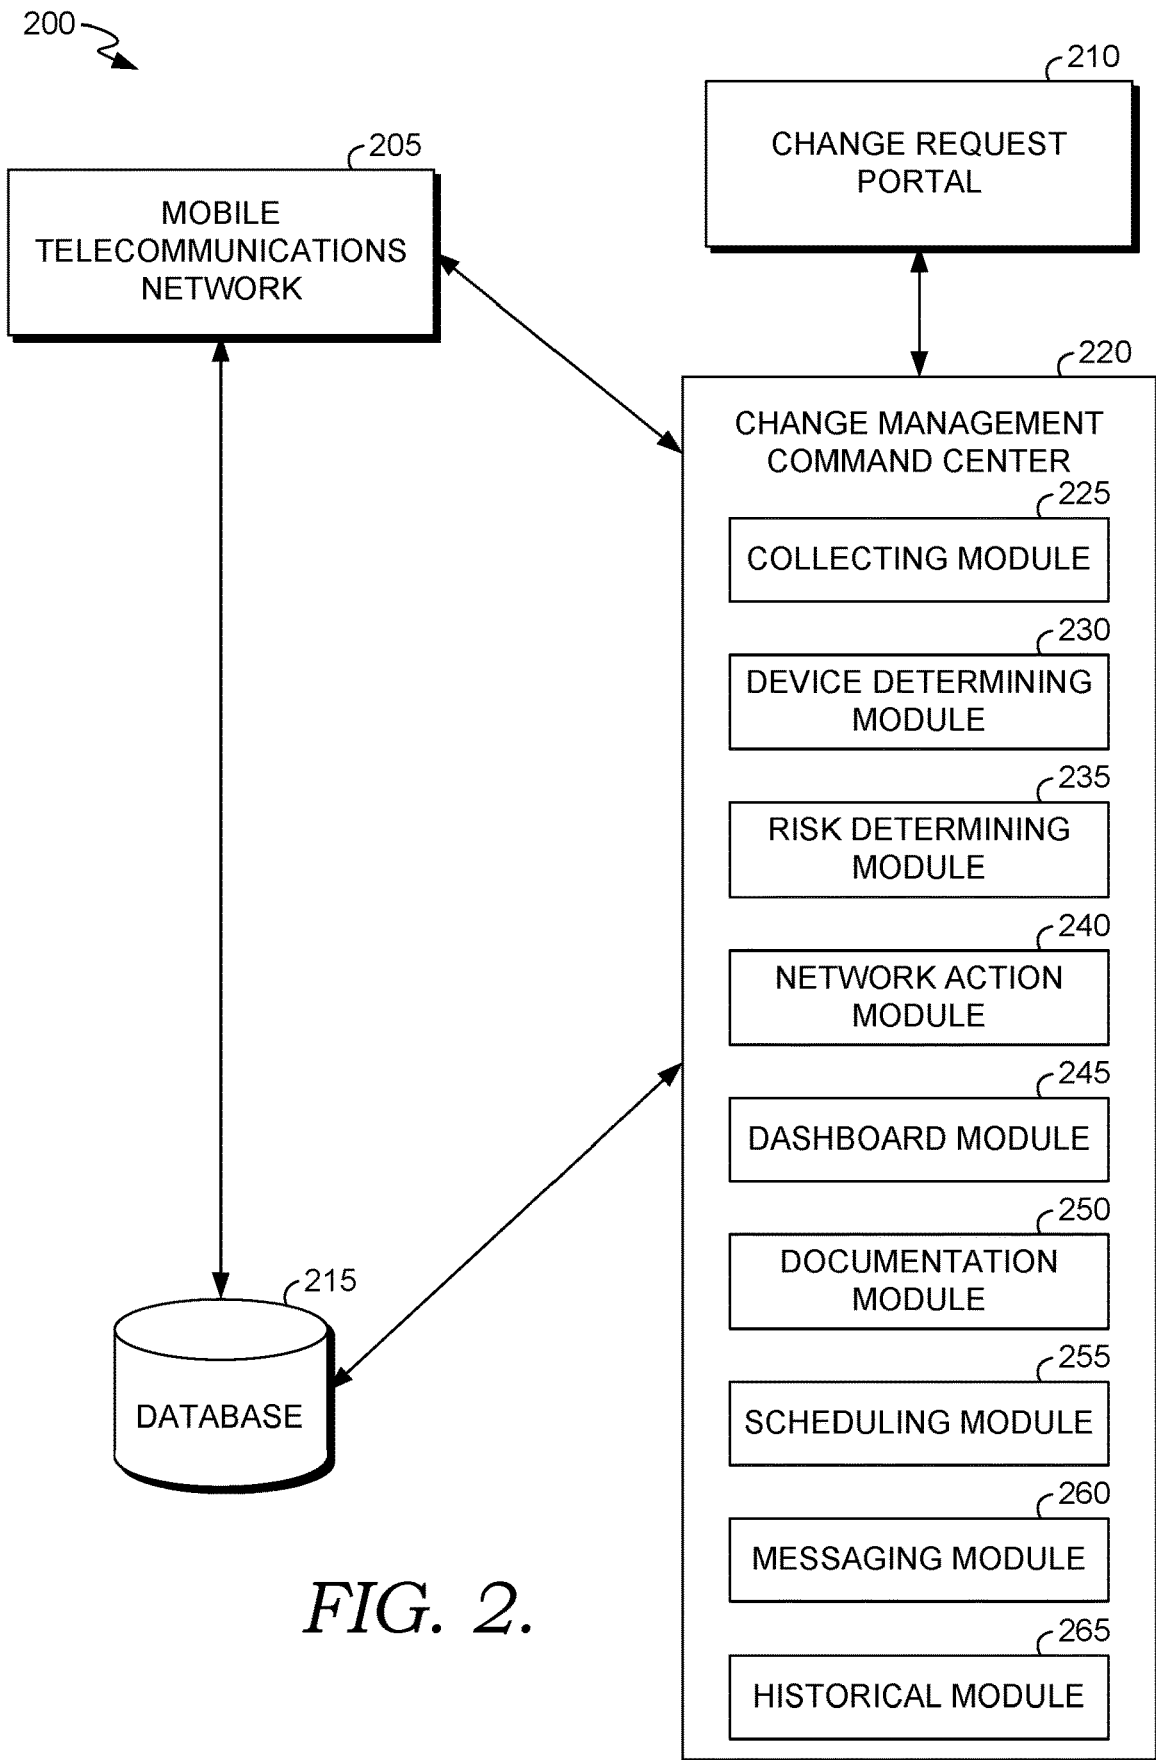 200
210
CHANGE REQUEST
PORTAL
205
MOBILE
TELECOMMUNICATIONS
NETWORK
220
CHANGE MANAGEMENT
COMMAND CENTER
225
COLLECTING MODULE
230
DEVICE DETERMINING
MODULE
235
RISK DETERMINING
MODULE
240
NETWORK ACTION
MODULE
245
DASHBOARD MODULE
250
DOCUMENTATION
MODULE
215
DATABASE
255
SCHEDULING MODULE
260
MESSAGING MODULE
265
HISTORICAL MODULE
FIG. 2.